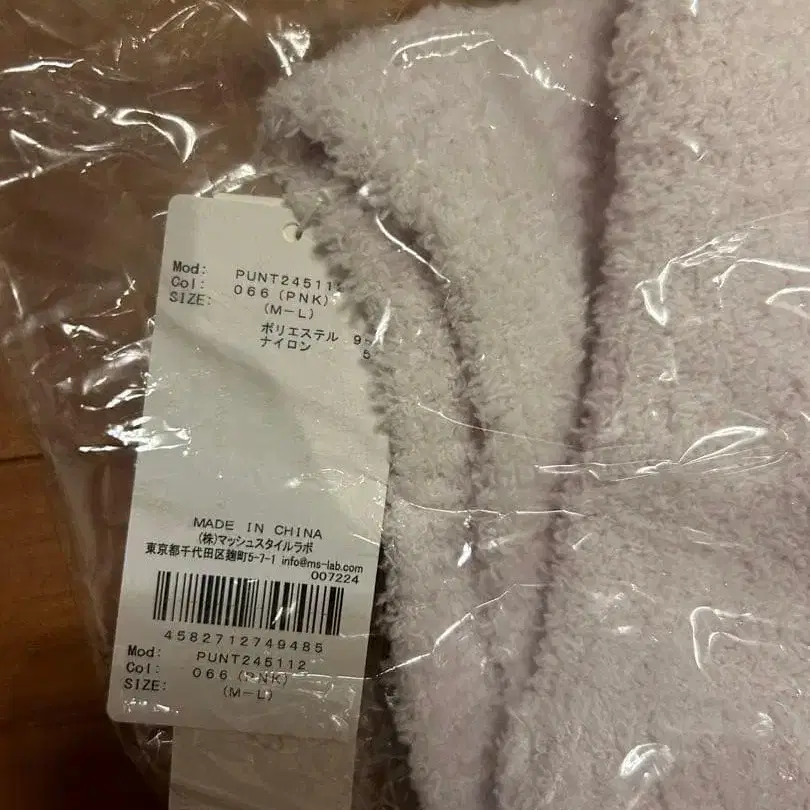 Mod: PUNT245112
Col: 066 (PNK)
SIZE: (M-L)
ポリエステル 9
ナイロン 5
MADE IN CHINA
(株)マッシュスタイルラボ
東京都千代田区麹町5-7-1 info@ms-lab.com
007224
4582712749485
Mod: PUNT245112
Col: 066 (PNK)
SIZE: (M-L)